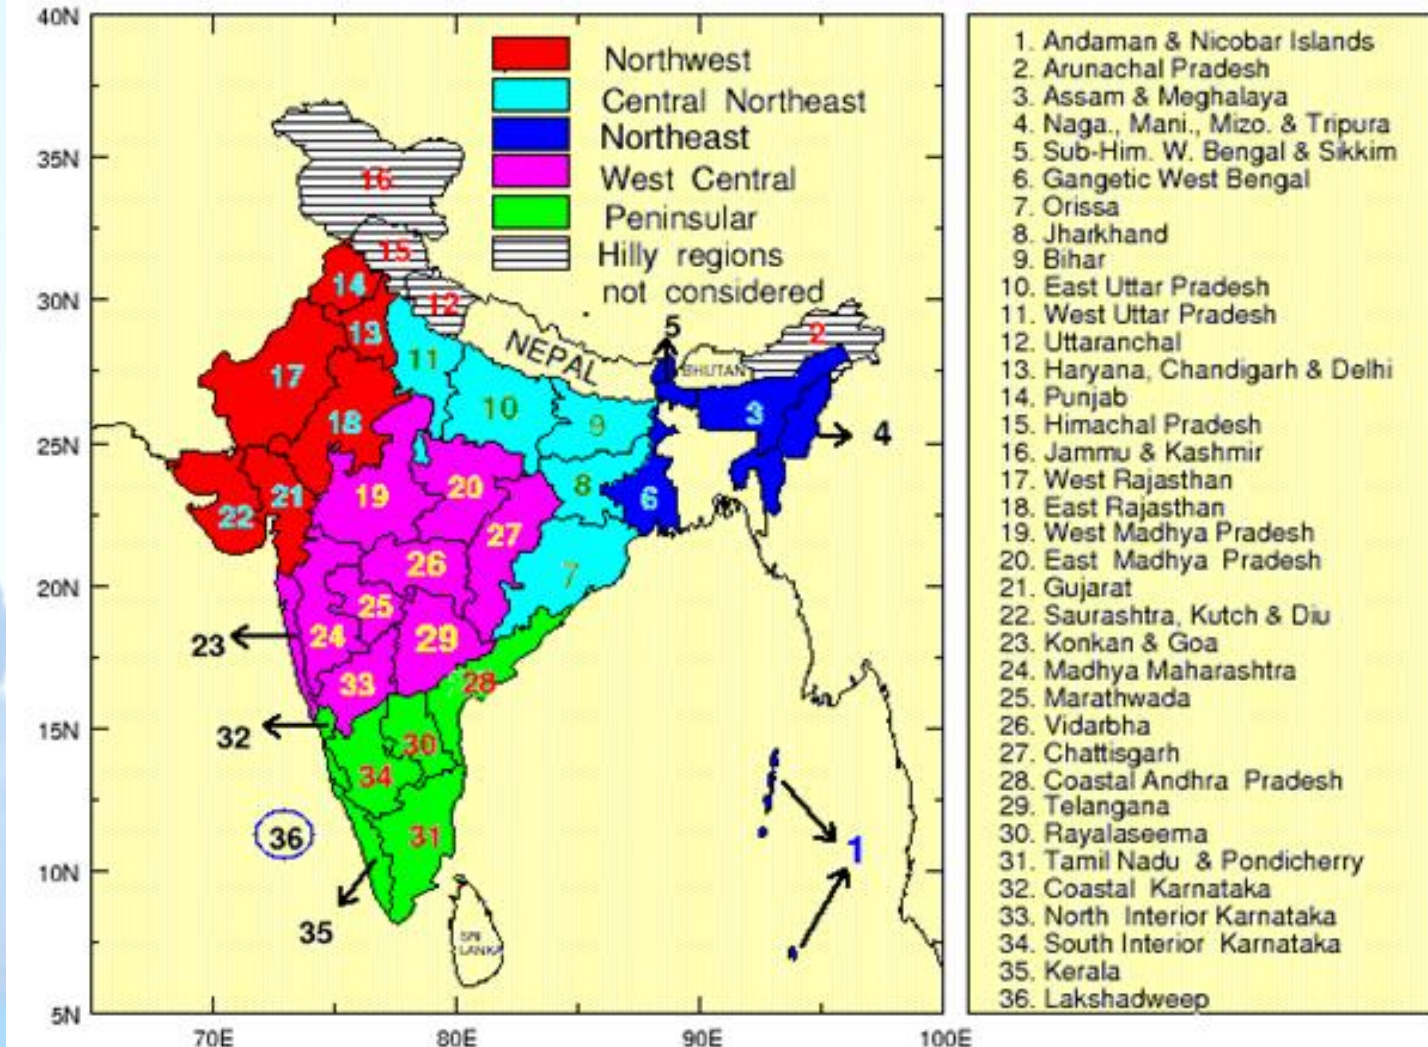 40N
35N
30N
25N
20N
15N
10N
5N
70E
80E
90E
100E
Northwest
Central Northeast
Northeast
West Central
Peninsular
Hilly regions
not considered
16
15
14
12
13
5
2
NEPAL
BHUTAN
11
17
10
9
3
4
18
8
6
19
20
21
22
27
26
7
25
24
29
23
33
28
32
30
34
31
36
35
1
SRI
LANKA
1. Andaman & Nicobar Islands
2. Arunachal Pradesh
3. Assam & Meghalaya
4. Naga., Mani., Mizo. & Tripura
5. Sub-Him. W. Bengal & Sikkim
6. Gangetic West Bengal
7. Orissa
8. Jharkhand
9. Bihar
10. East Uttar Pradesh
11. West Uttar Pradesh
12. Uttaranchal
13. Haryana, Chandigarh & Delhi
14. Punjab
15. Himachal Pradesh
16. Jammu & Kashmir
17. West Rajasthan
18. East Rajasthan
19. West Madhya Pradesh
20. East Madhya Pradesh
21. Gujarat
22. Saurashtra, Kutch & Diu
23. Konkan & Goa
24. Madhya Maharashtra
25. Marathwada
26. Vidarbha
27. Chattisgarh
28. Coastal Andhra Pradesh
29. Telangana
30. Rayalaseema
31. Tamil Nadu & Pondicherry
32. Coastal Karnataka
33. North Interior Karnataka
34. South Interior Karnataka
35. Kerala
36. Lakshadweep